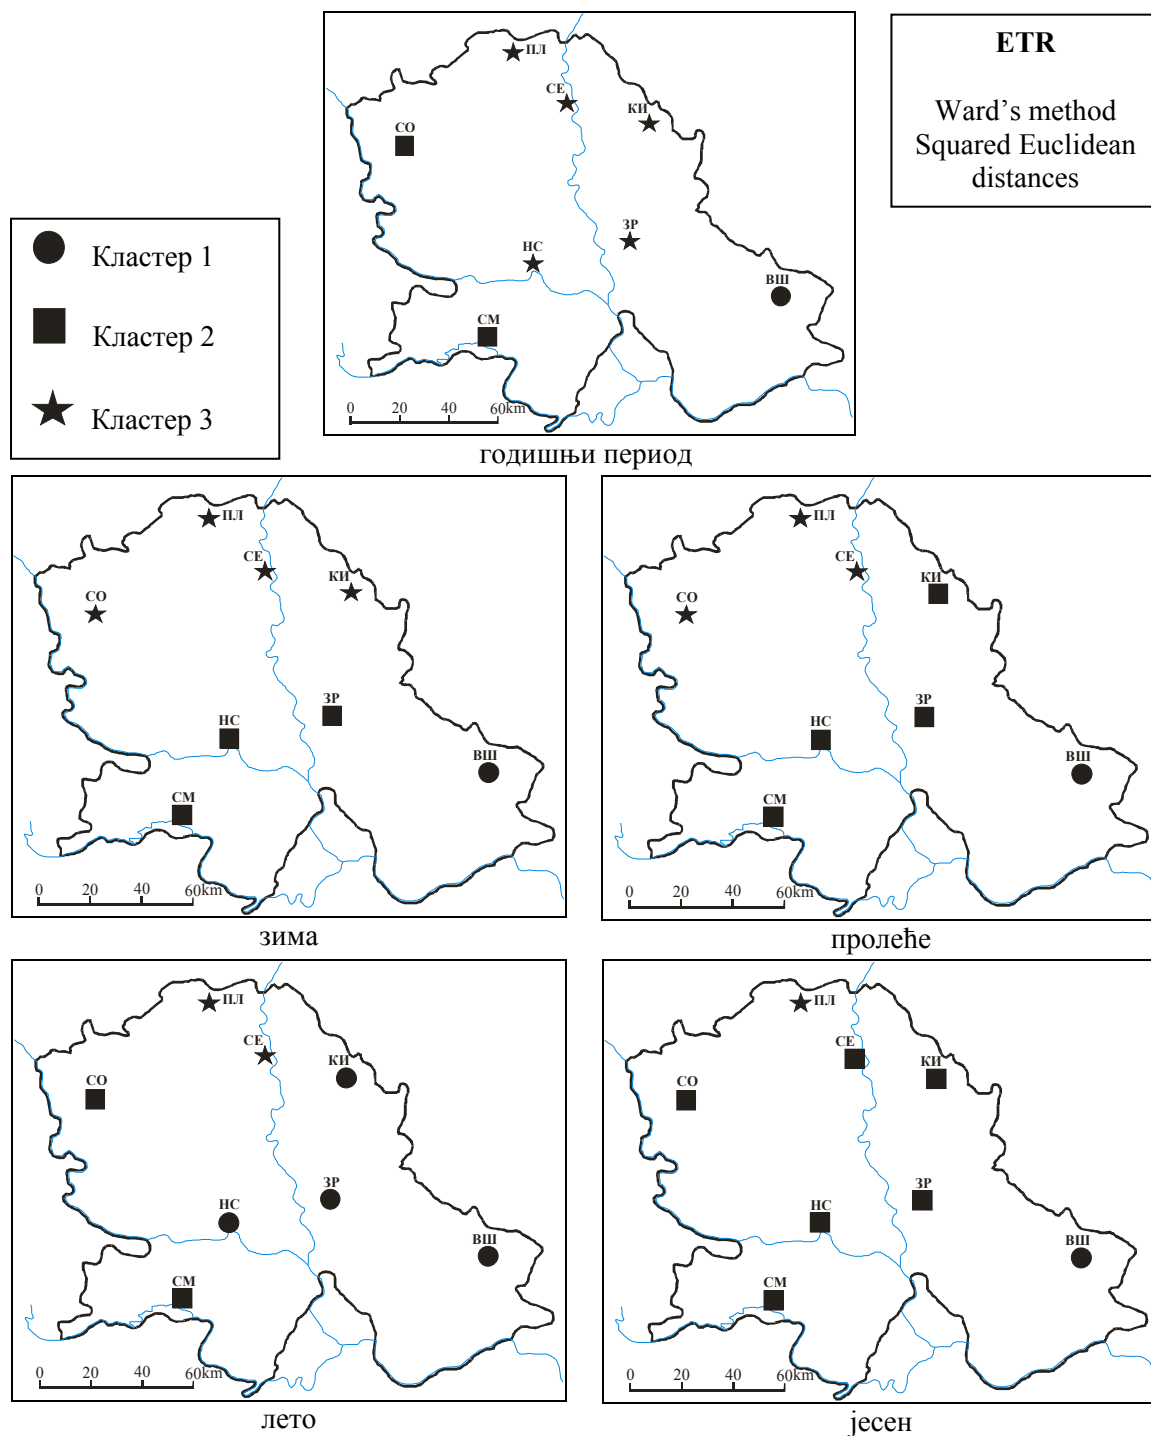 ПЛ
СЕ
КИ
СО
ЗР
НС
ВШ
СМ
0 20 40 60km
годишњи период
ETR
Ward's method
Squared Euclidean
distances
Кластер 1
Кластер 2
Кластер 3
ПЛ
СЕ
КИ
СО
ЗР
НС
ВШ
СМ
0 20 40 60km
зима
ПЛ
СЕ
КИ
СО
ЗР
НС
ВШ
СМ
0 20 40 60km
пролеће
ПЛ
СЕ
КИ
СО
ЗР
НС
ВШ
СМ
0 20 40 60km
лето
ПЛ
СЕ
КИ
СО
ЗР
НС
ВШ
СМ
0 20 40 60km
јесен